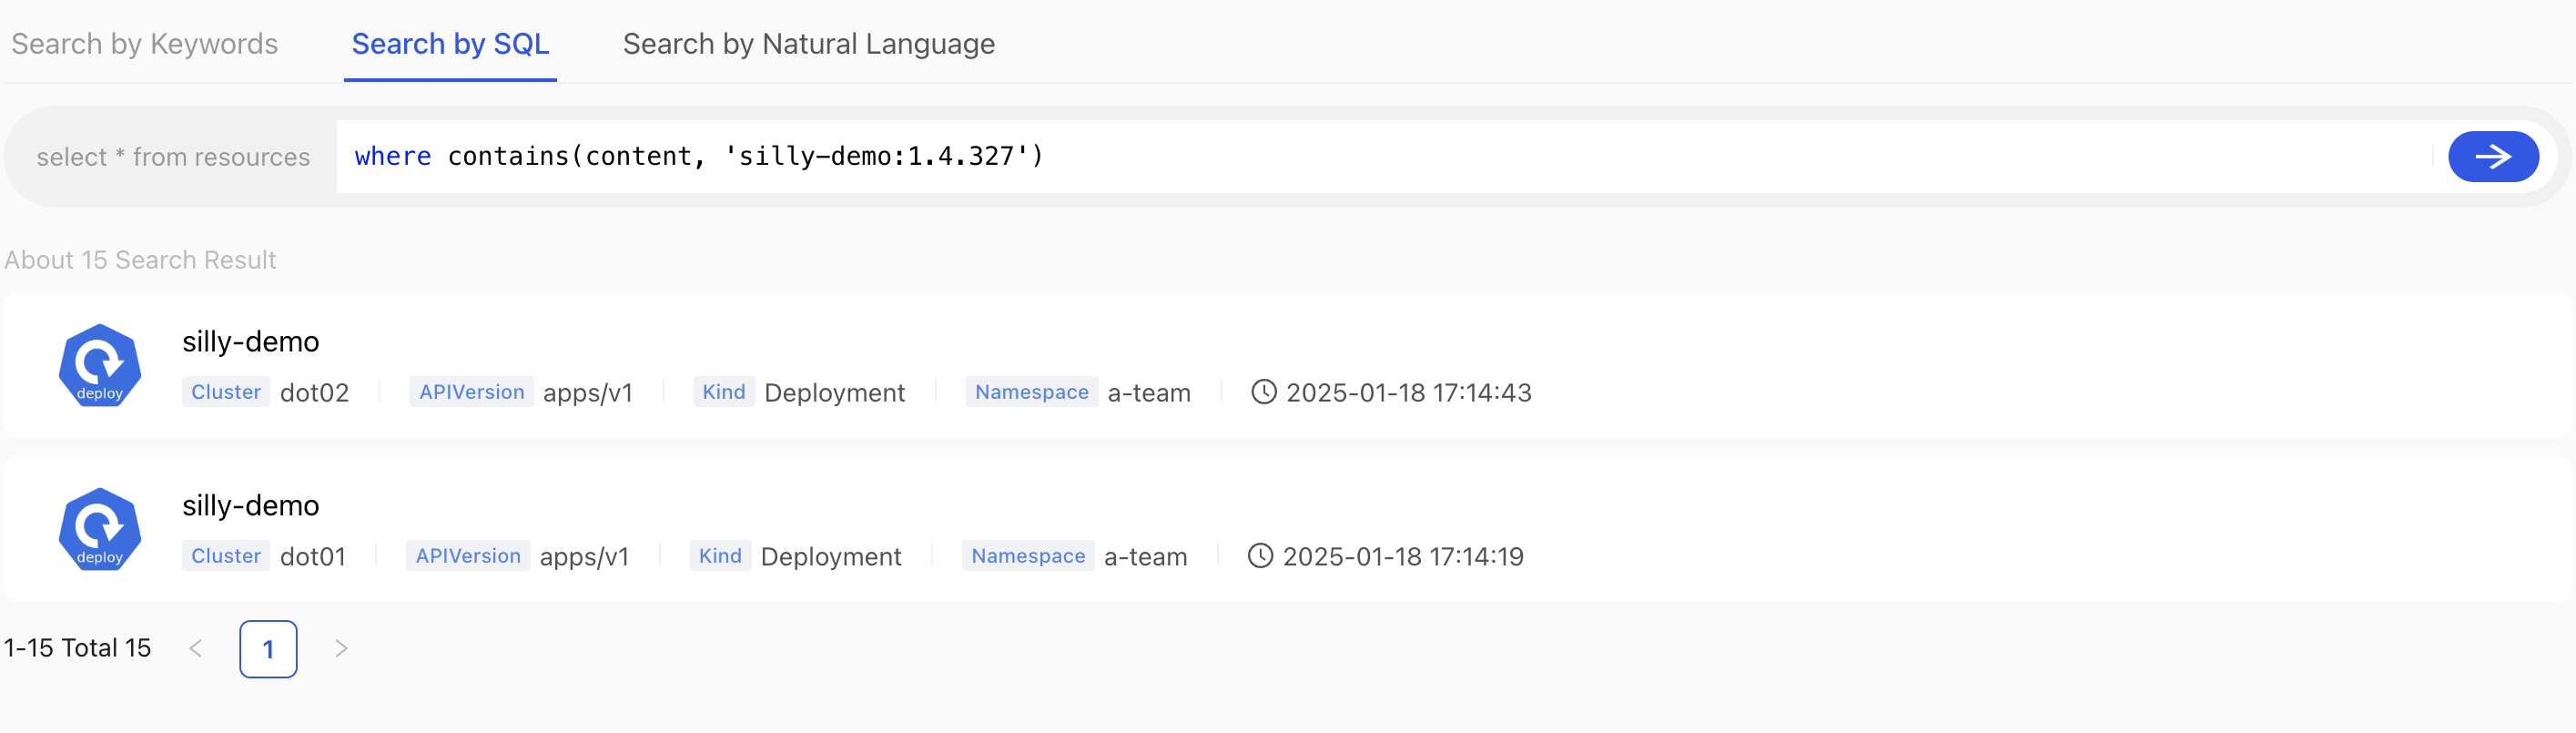 Search by Keywords Search by SQL Search by Natural Language
select * from resources where contains(content, 'silly-demo:1.4.327')
About 15 Search Result
silly-demo
deploy
Cluster dot02 APIVersion apps/v1 Kind Deployment Namespace a-team 2025-01-18 17:14:43
silly-demo
deploy
Cluster dot01 APIVersion apps/v1 Kind Deployment Namespace a-team 2025-01-18 17:14:19
1-15 Total 15 < 1 >